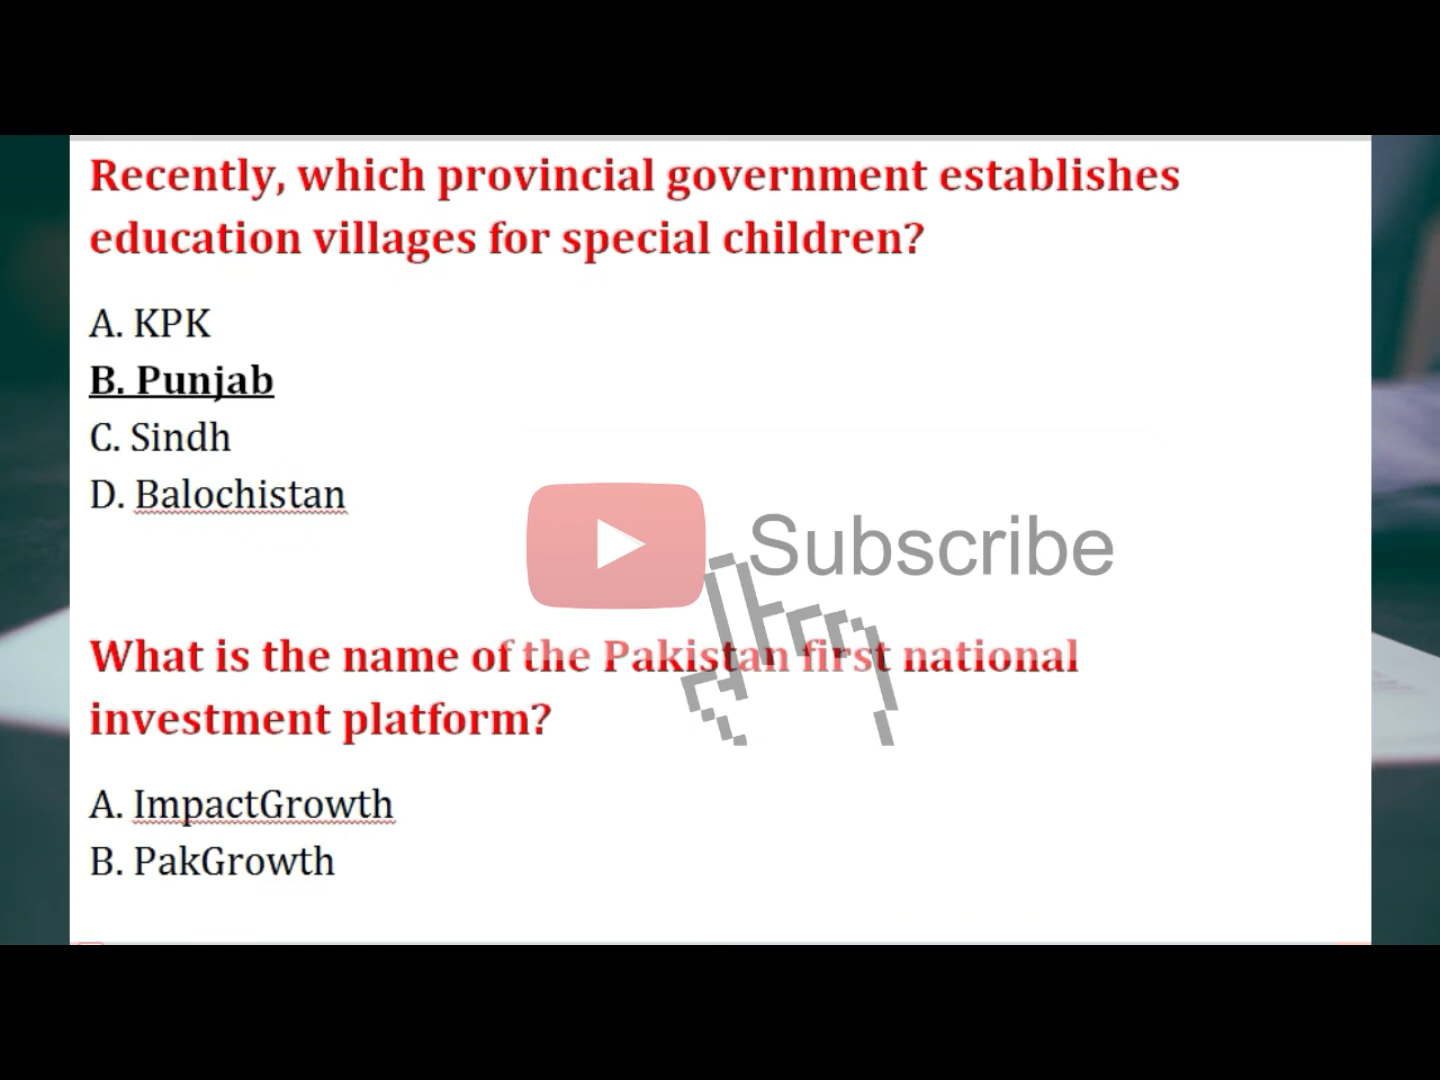 Recently, which provincial government establishes
education villages for special children?
A. KPK
B. Punjab
C. Sindh
D. Balochistan
Subscribe
What is the name of the Pakistan first national
investment platform?
A. ImpactGrowth
B. PakGrowth